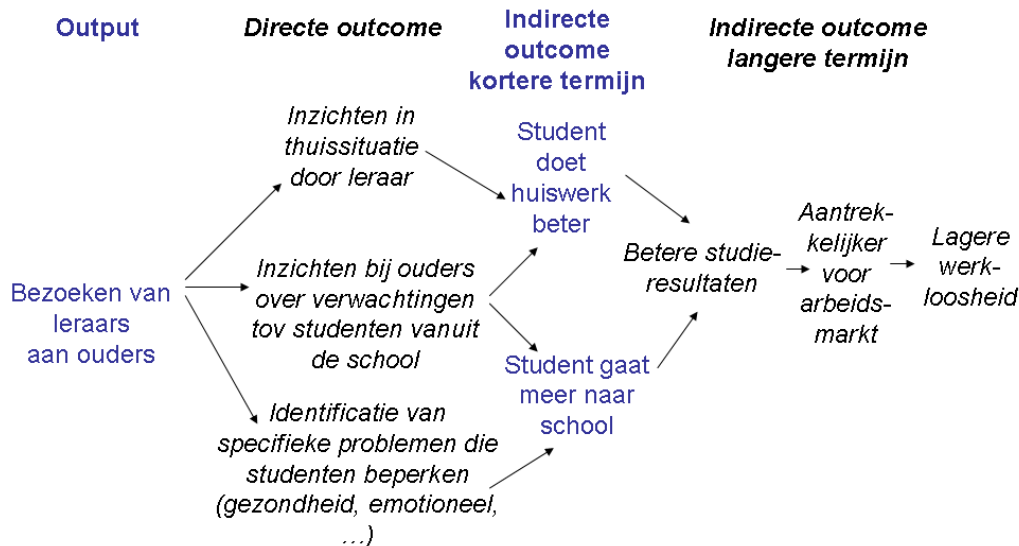 Output
Directe outcome
Indirecte
outcome
kortere termijn
Indirecte outcome
langere termijn
Bezoeken van
leraars
aan ouders
Inzichten in
thuissituatie
door leraar
Inzichten bij ouders
over verwachtingen
tov studenten vanuit
de school
Identificatie van
specifieke problemen die
studenten beperken
(gezondheid, emotioneel,
…)
Student
doet
huiswerk
beter
Student gaat
meer naar
school
Betere studie-
resultaten
Aantrek-
kelijker
voor
arbeids-
markt
Lagere
werk-
loosheid